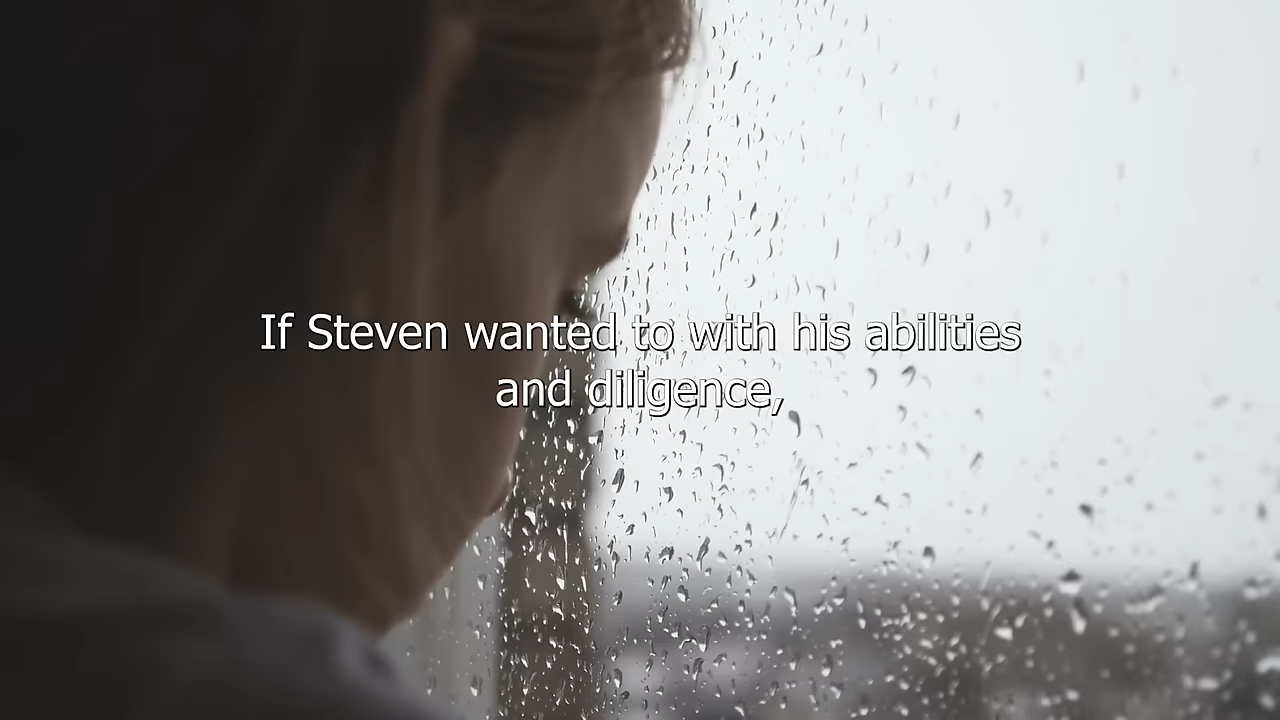 If Steven wanted to with his abilities
and diligence,